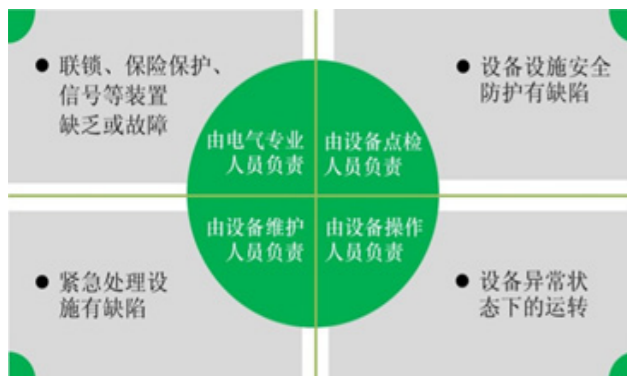 ● 联锁、保险保护、
信号等装置
缺乏或故障
● 设备设施安全
防护有缺陷
由电气专业
人员负责
由设备点检
人员负责
由设备维护
人员负责
由设备操作
人员负责
● 紧急处理设
施有缺陷
● 设备异常状
态下的运转